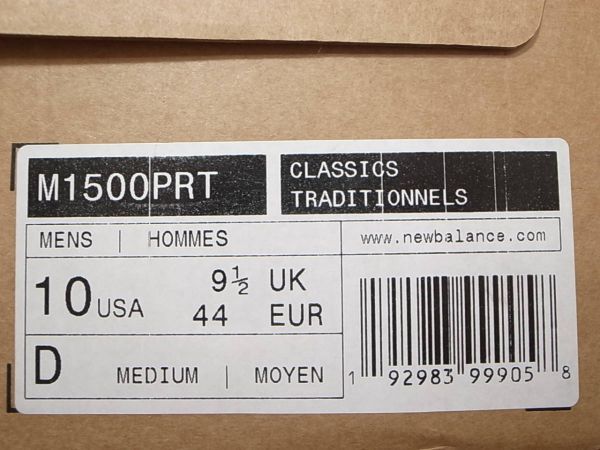 M1500PRT
CLASSICS
TRADITIONNELS
MENS | HOMMES
www.newbalance.com
10 USA
9½ UK
44 EUR
D MEDIUM | MOYEN
1 92983 99905 8